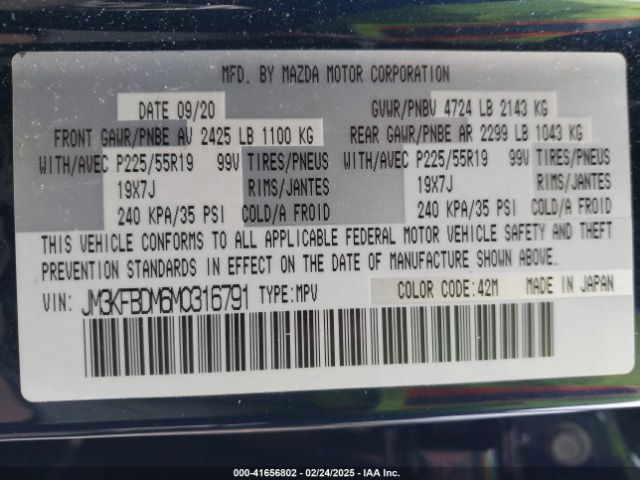 MFD. BY MAZDA MOTOR CORPORATION
DATE 09/20 GVWR/PNBV 4724 LB 2143 KG
FRONT GAWR/PNBE AV 2425 LB 1100 KG REAR GAWR/PNBE AR 2299 LB 1043 KG
WITH/AVEC P225/55R19 99V TIRES/PNEUS WITH/AVEC P225/55R19 99V TIRES/PNEUS
19X7J RIMS/JANTES 19X7J RIMS/JANTES
240 KPA/35 PSI COLD/A FROID 240 KPA/35 PSI COLD/A FROID
THIS VEHICLE CONFORMS TO ALL APPLICABLE FEDERAL MOTOR VEHICLE SAFETY AND THEFT
PREVENTION STANDARDS IN EFFECT ON THE DATE OF MANUFACTURE SHOWN ABOVE.
VIN: JM3KFBDM6M0316791 TYPE:MPV COLOR CODE:42M MADE IN JAPAN
000-41656802 - 02/24/2025 - IAA Inc.